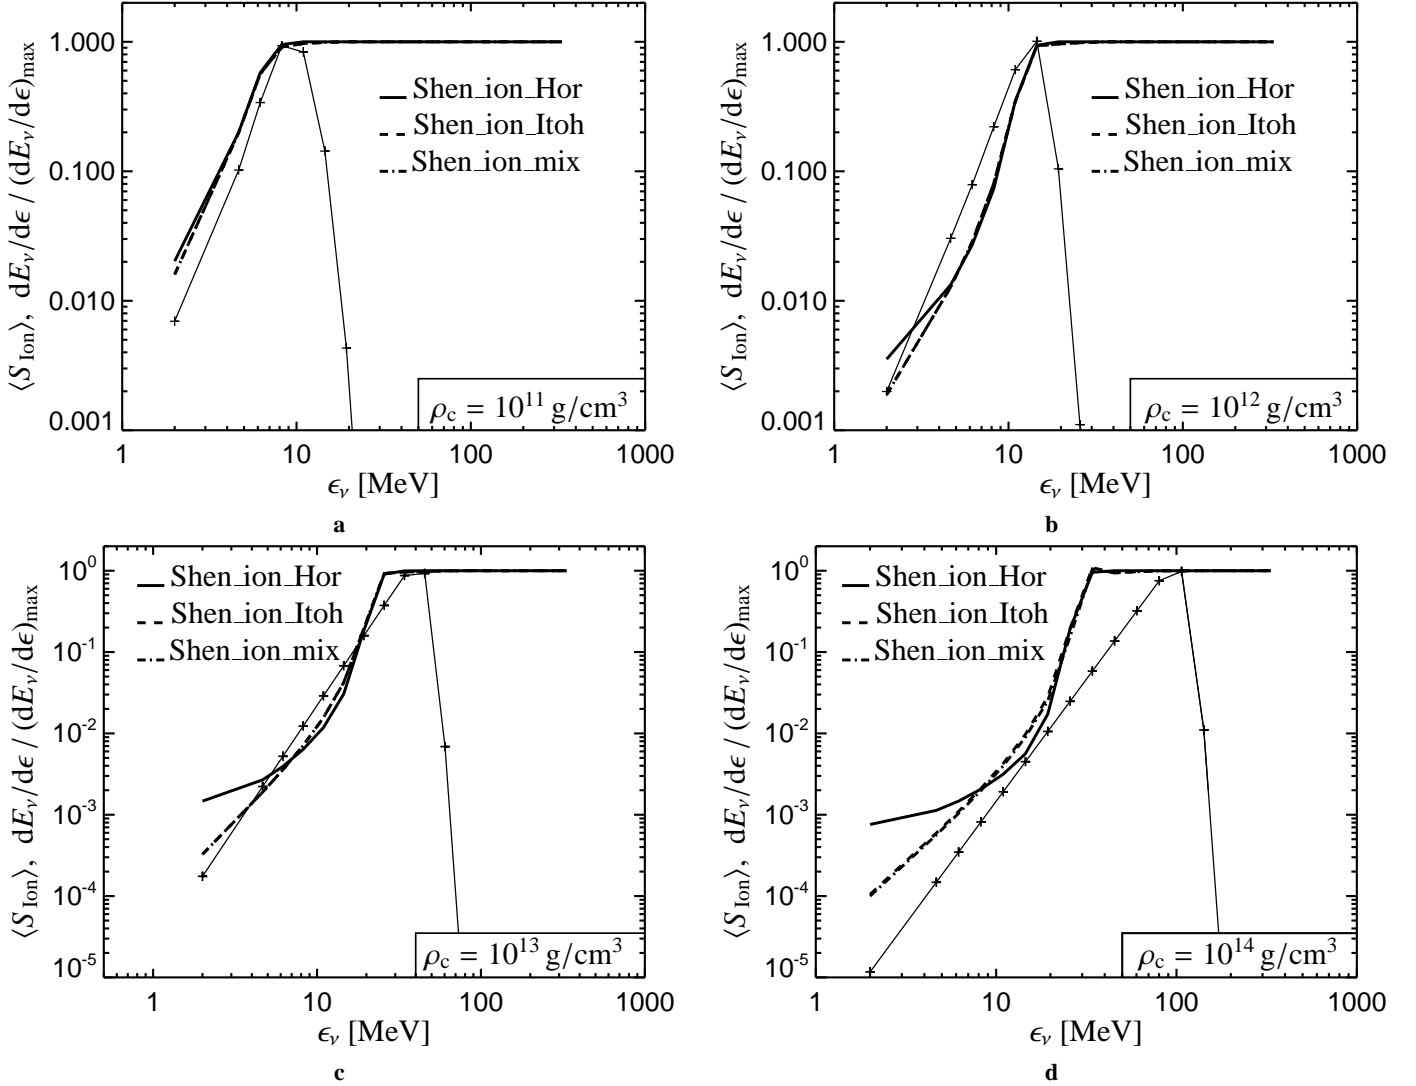 ⟨S_Ion⟩, dE_ν/dϵ / (dE_ν/dϵ)_max
1.000
0.100
0.010
0.001
Shen_ion_Hor
Shen_ion_Itoh
Shen_ion_mix
ρ_c = 10^11 g/cm^3
1 10 100 1000
ϵ_ν [MeV]
a
⟨S_Ion⟩, dE_ν/dϵ / (dE_ν/dϵ)_max
1.000
0.100
0.010
0.001
Shen_ion_Hor
Shen_ion_Itoh
Shen_ion_mix
ρ_c = 10^12 g/cm^3
1 10 100 1000
ϵ_ν [MeV]
b
⟨S_Ion⟩, dE_ν/dϵ / (dE_ν/dϵ)_max
10^0
10^-1
10^-2
10^-3
10^-4
10^-5
Shen_ion_Hor
Shen_ion_Itoh
Shen_ion_mix
ρ_c = 10^13 g/cm^3
1 10 100 1000
ϵ_ν [MeV]
c
⟨S_Ion⟩, dE_ν/dϵ / (dE_ν/dϵ)_max
10^0
10^-1
10^-2
10^-3
10^-4
10^-5
Shen_ion_Hor
Shen_ion_Itoh
Shen_ion_mix
ρ_c = 10^14 g/cm^3
1 10 100 1000
ϵ_ν [MeV]
d